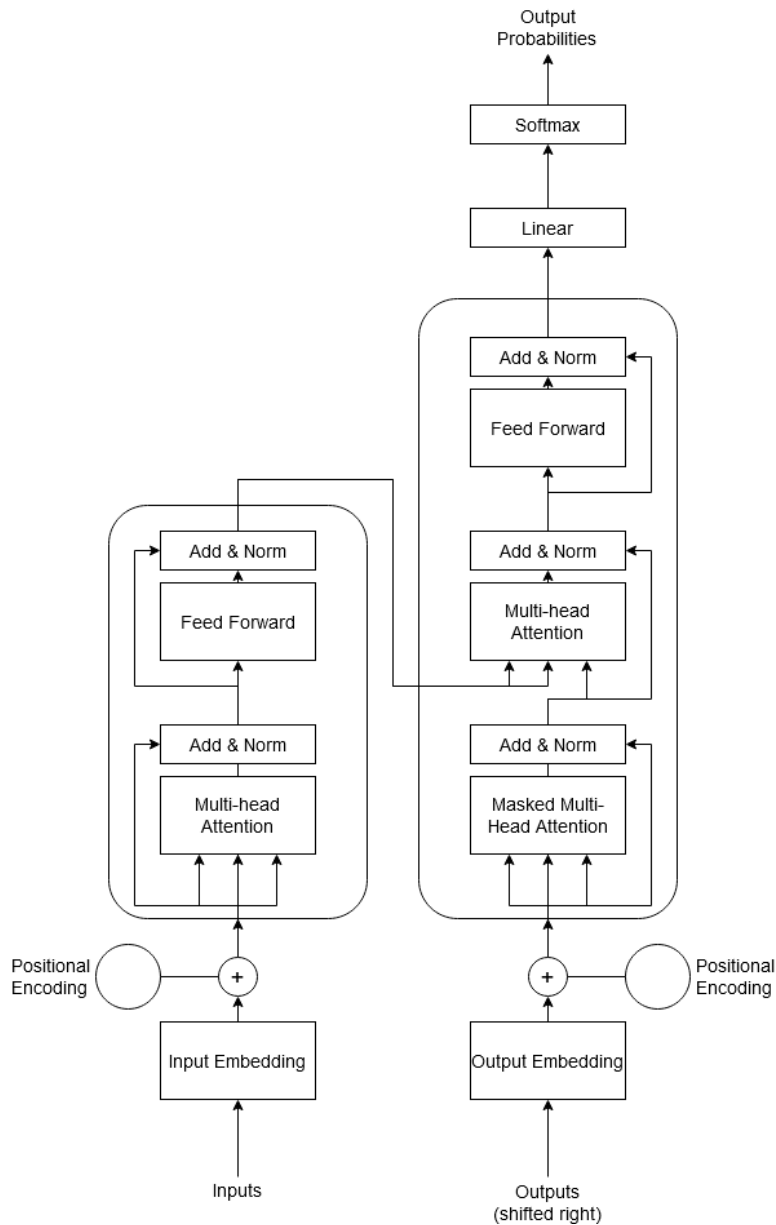 Output
Probabilities
Softmax
Linear
Add & Norm
Feed Forward
Add & Norm
Multi-head
Attention
Add & Norm
Masked Multi-
Head Attention
Add & Norm
Feed Forward
Add & Norm
Multi-head
Attention
Positional
Encoding
+
+
Positional
Encoding
Input Embedding
Output Embedding
Inputs
Outputs
(shifted right)